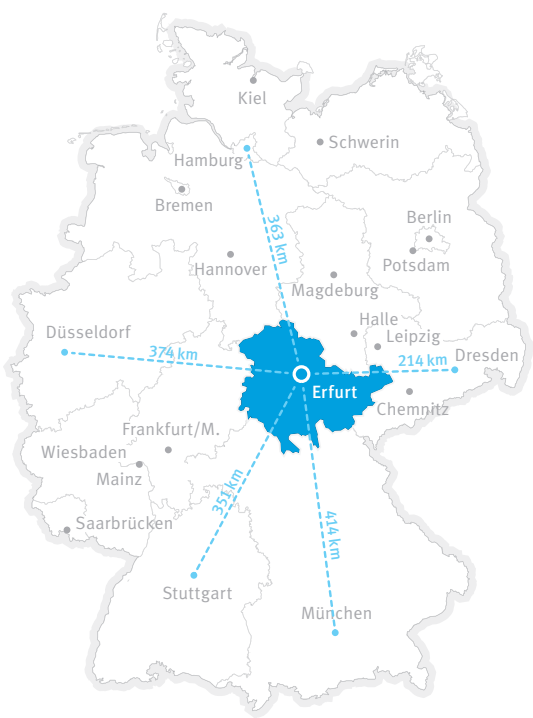 Kiel
Schwerin
Hamburg
Bremen
363 km
Berlin
Hannover
Potsdam
Magdeburg
Halle
Düsseldorf
Leipzig
374 km
214 km
Dresden
Erfurt
Chemnitz
Frankfurt/M.
Wiesbaden
Mainz
351 km
414 km
Saarbrücken
Stuttgart
München